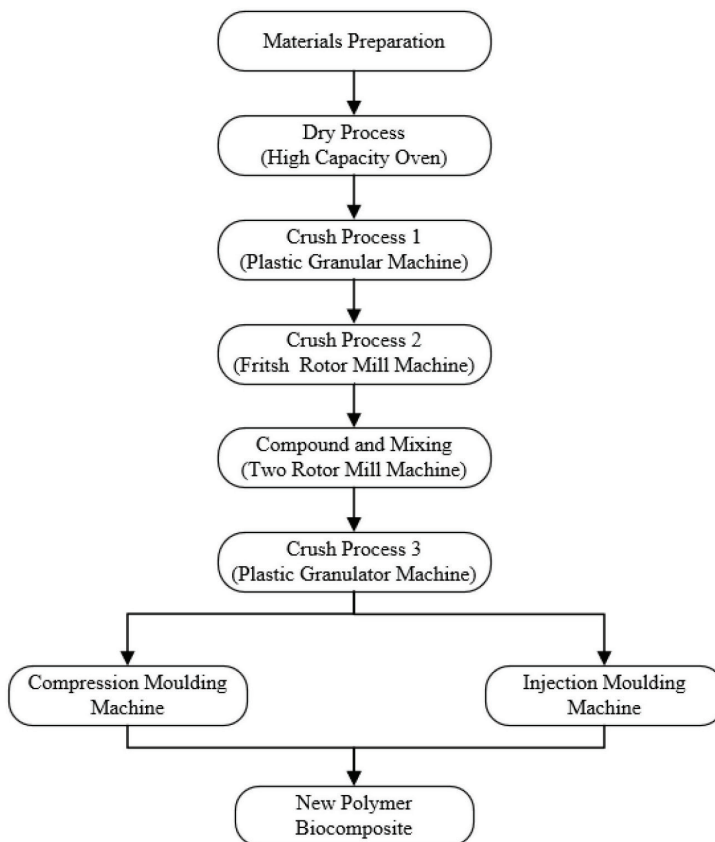 Materials Preparation
Dry Process
(High Capacity Oven)
Crush Process 1
(Plastic Granular Machine)
Crush Process 2
(Fritsh Rotor Mill Machine)
Compound and Mixing
(Two Rotor Mill Machine)
Crush Process 3
(Plastic Granulator Machine)
Compression Moulding
Machine
Injection Moulding
Machine
New Polymer
Biocomposite